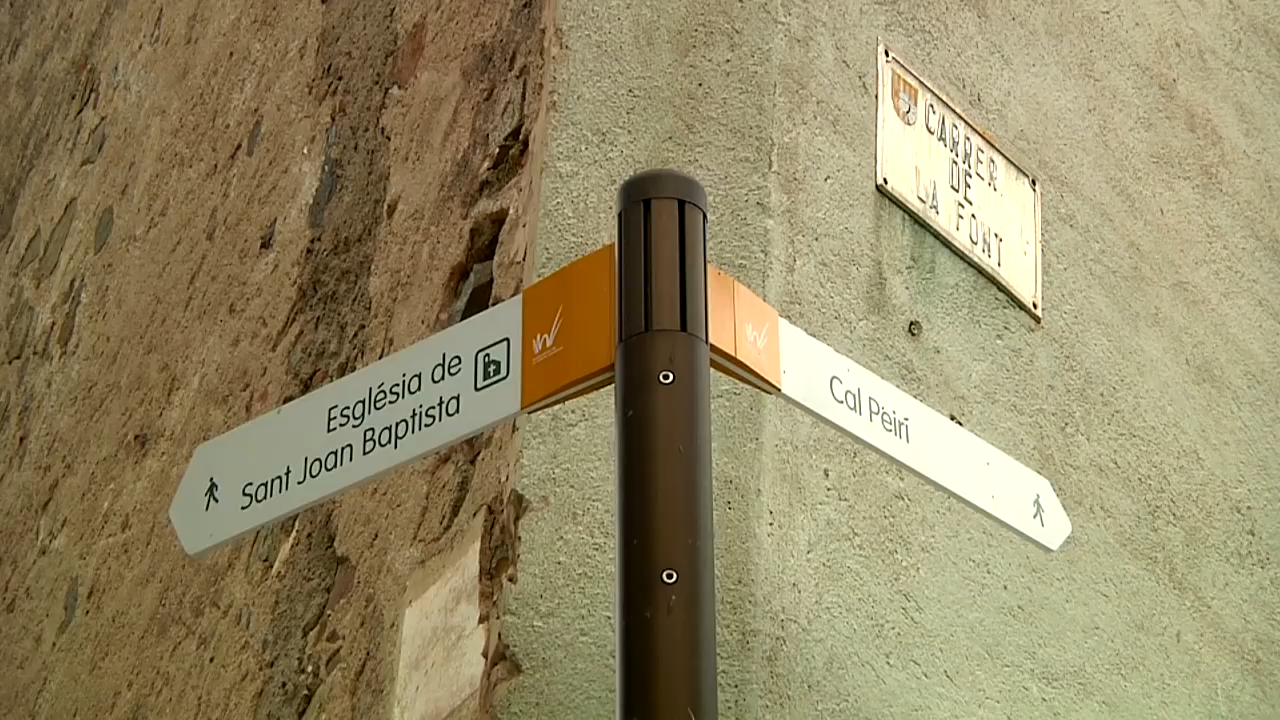 CARRER
DE
LA FONT
Església de
Sant Joan Baptista
Cal Peirí